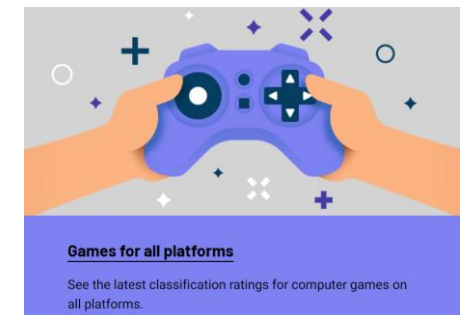 Games for all platforms
See the latest classification ratings for computer games on
all platforms.